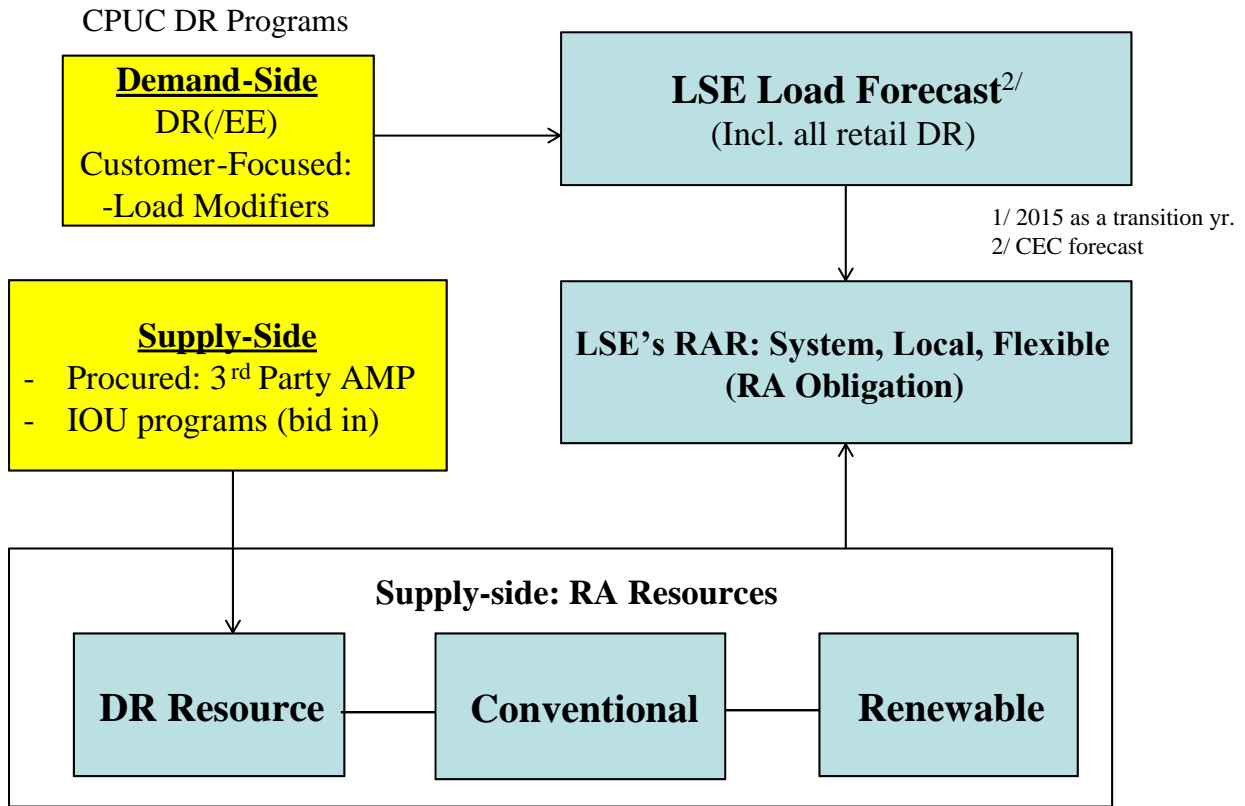 CPUC DR Programs
Demand-Side
DR(/EE)
Customer-Focused:
-Load Modifiers
LSE Load Forecast2/
(Incl. all retail DR)
1/ 2015 as a transition yr.
2/ CEC forecast
Supply-Side
- Procured: 3rd Party AMP
- IOU programs (bid in)
LSE's RAR: System, Local, Flexible
(RA Obligation)
Supply-side: RA Resources
DR Resource
Conventional
Renewable